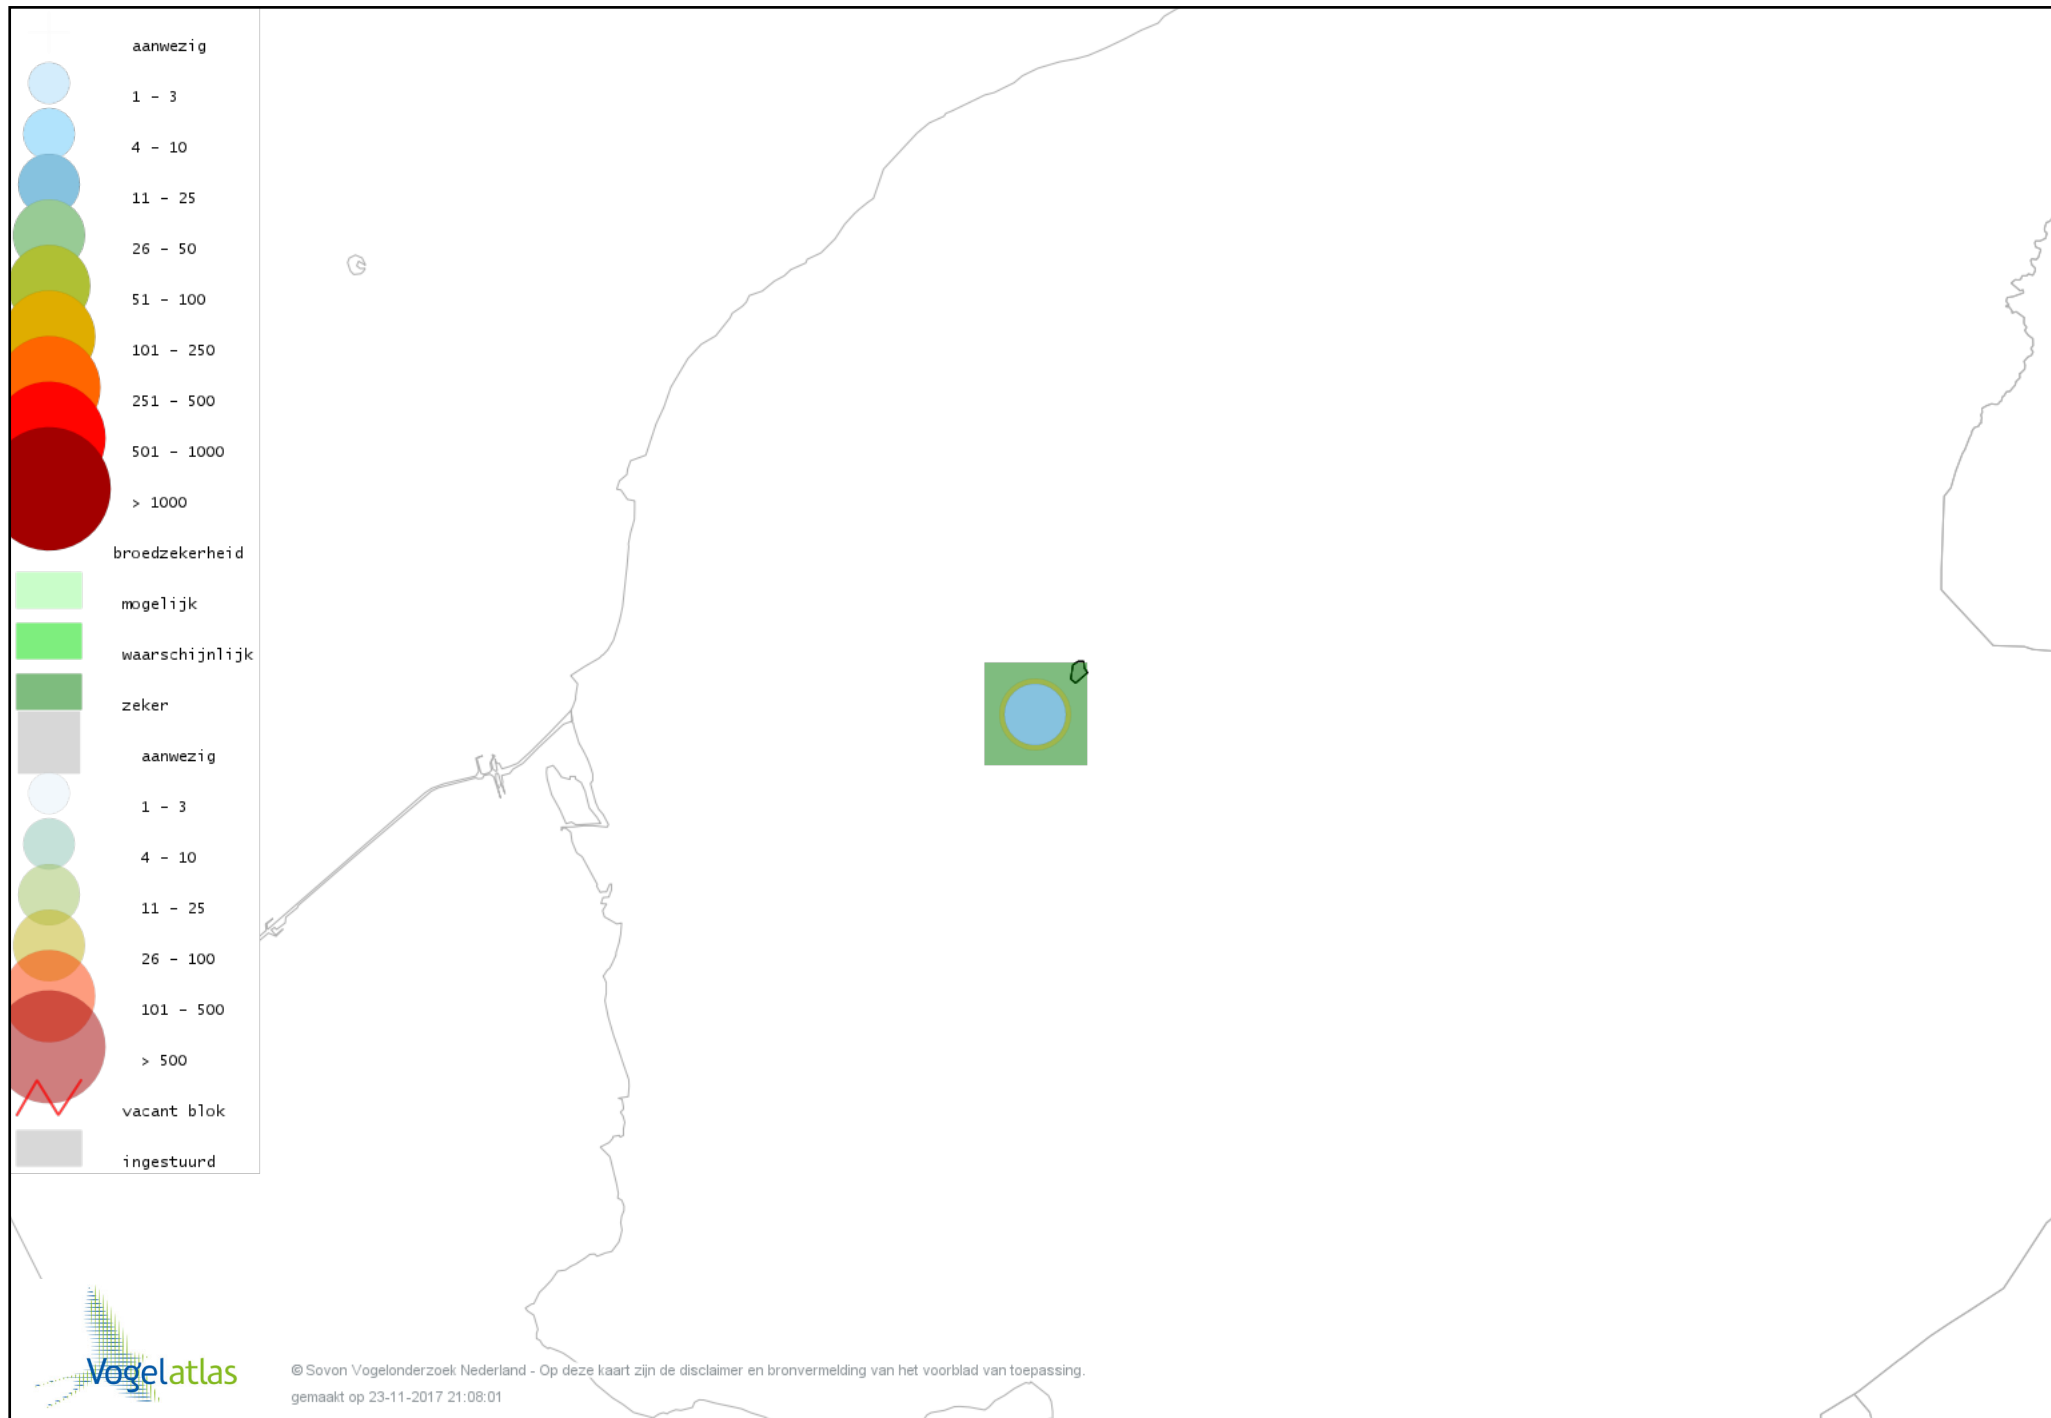 aanwezig
1 - 3
4 - 10
11 - 25
26 - 50
51 - 100
101 - 250
251 - 500
501 - 1000
> 1000
broedzekerheid
mogelijk
waarschijnlijk
zeker
aanwezig
1 - 3
4 - 10
11 - 25
26 - 100
101 - 500
> 500
vacant blok
ingestuurd
Vogelatlas
© Sovon Vogelonderzoek Nederland - Op deze kaart zijn de disclaimer en bronvermelding van het voorblad van toepassing.
gemaakt op 23-11-2017 21:08:01